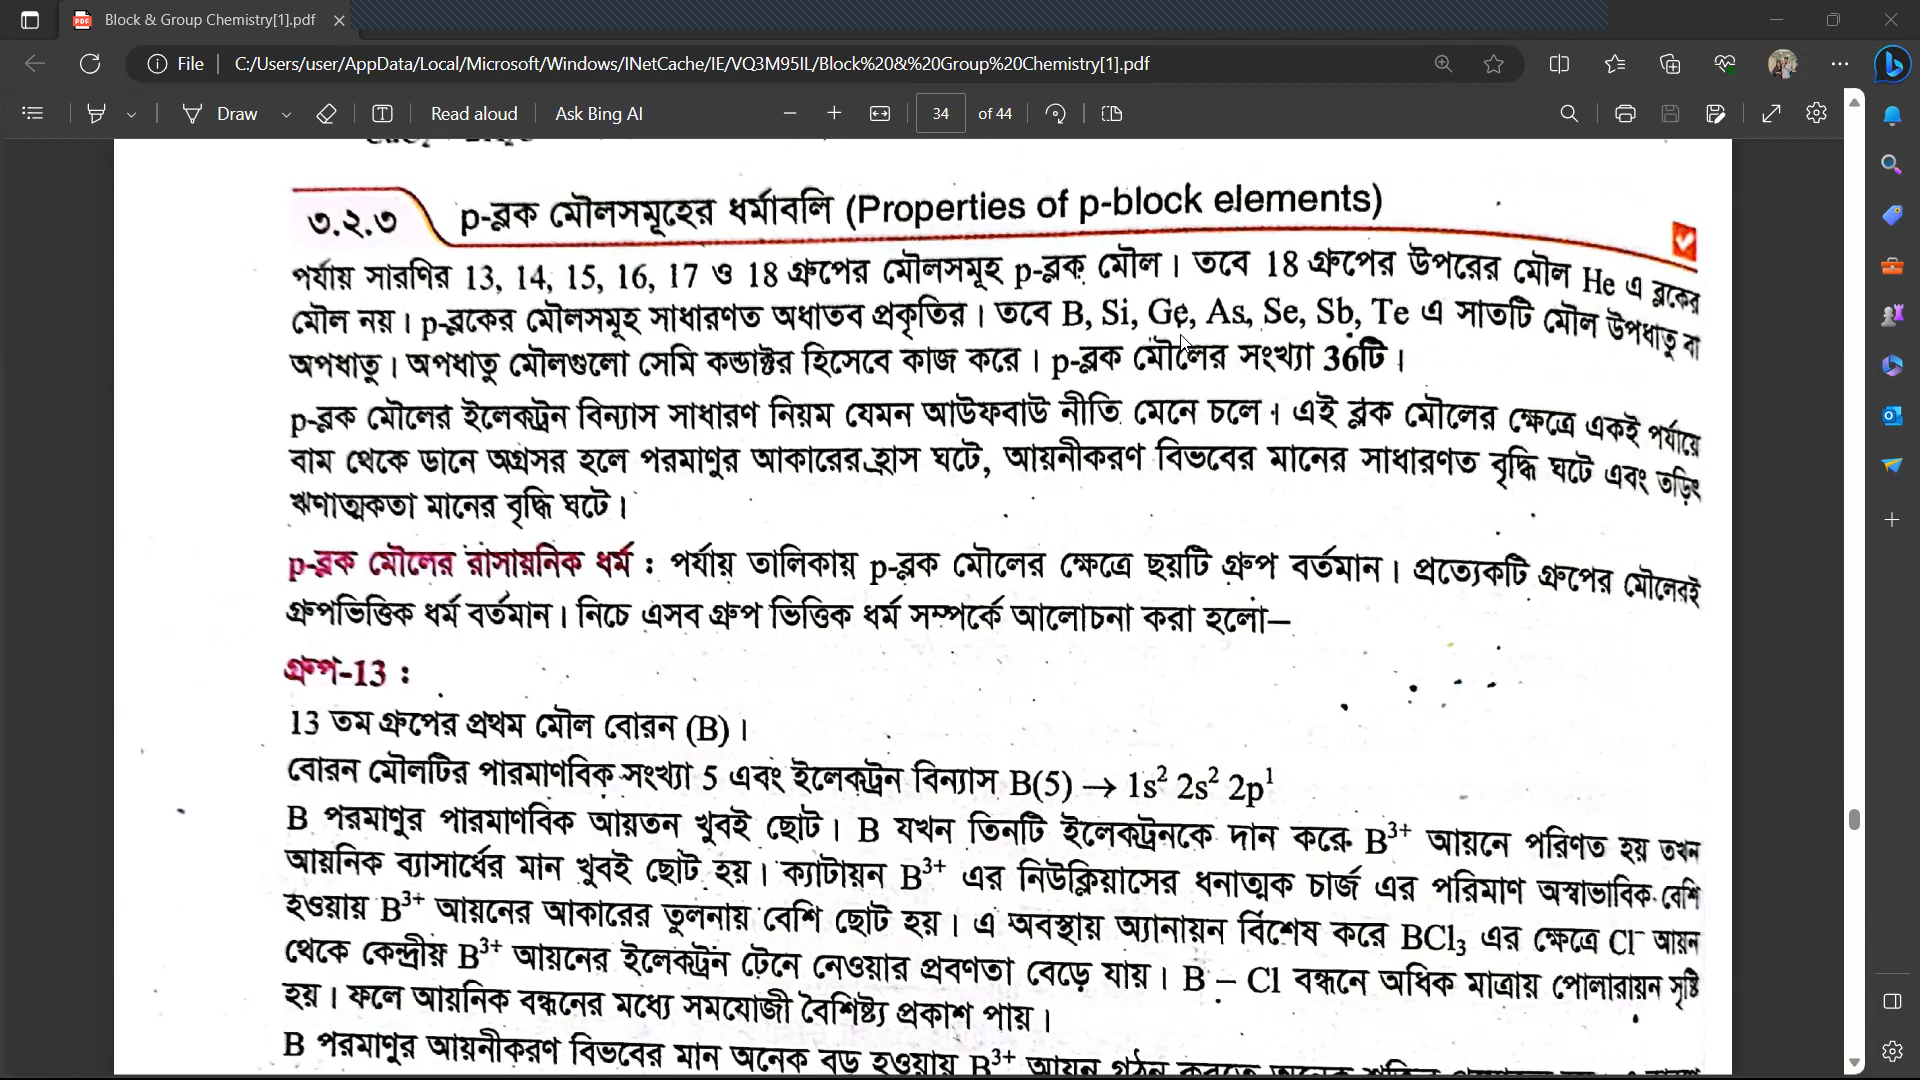 Block & Group Chemistry[1].pdf
File
C:/Users/user/AppData/Local/Microsoft/Windows/INetCache/IE/VQ3M95IL/Block%20&%20Group%20Chemistry[1].pdf
Draw
Read aloud
Ask Bing AI
34 of 44
৩.২.৩ p-ব্লক মৌলসমূহের ধর্মাবলি (Properties of p-block elements)
পর্যায় সারণির 13, 14, 15, 16, 17 ও 18 গ্রুপের মৌলসমূহ p-ব্লক মৌল। তবে 18 গ্রুপের উপরের মৌল He এ ব্লকের
মৌল নয়। p-ব্লকের মৌলসমূহ সাধারণত অধাতব প্রকৃতির। তবে B, Si, Ge, As, Se, Sb, Te এ সাতটি মৌল উপধাতু বা
অপধাতু। অপধাতু মৌলগুলো সেমি কন্ডাক্টর হিসেবে কাজ করে। p-ব্লক মৌলের সংখ্যা 36টি।
p-ব্লক মৌলের ইলেকট্রন বিন্যাস সাধারণ নিয়ম যেমন আউফবাউ নীতি মেনে চলে। এই ব্লক মৌলের ক্ষেত্রে একই পর্যায়ে
বাম থেকে ডানে অগ্রসর হলে পরমাণুর আকারের হ্রাস ঘটে, আয়নীকরণ বিভবের মানের সাধারণত বৃদ্ধি ঘটে এবং তড়িৎ
ঋণাত্মকতা মানের বৃদ্ধি ঘটে।
p-ব্লক মৌলের রাসায়নিক ধর্ম : পর্যায় তালিকায় p-ব্লক মৌলের ক্ষেত্রে ছয়টি গ্রুপ বর্তমান। প্রত্যেকটি গ্রুপের মৌলেরই
গ্রুপভিত্তিক ধর্ম বর্তমান। নিচে এসব গ্রুপ ভিত্তিক ধর্ম সম্পর্কে আলোচনা করা হলো–
গ্রুপ-13 :
13 তম গ্রুপের প্রথম মৌল বোরন (B)।
বোরন মৌলটির পারমাণবিক সংখ্যা 5 এবং ইলেকট্রন বিন্যাস B(5) → 1s² 2s² 2p¹
B পরমাণুর পারমাণবিক আয়তন খুবই ছোট। B যখন তিনটি ইলেকট্রনকে দান করে B³⁺ আয়নে পরিণত হয় তখন
আয়নিক ব্যাসার্ধের মান খুবই ছোট হয়। ক্যাটায়ন B³⁺ এর নিউক্লিয়াসের ধনাত্মক চার্জ এর পরিমাণ অস্বাভাবিক বেশি
হওয়ায় B³⁺ আয়নের আকারের তুলনায় বেশি ছোট হয়। এ অবস্থায় অ্যানায়ন বিশেষ করে BCl₃ এর ক্ষেত্রে Cl⁻ আয়ন
থেকে কেন্দ্রীয় B³⁺ আয়নের ইলেকট্রন টেনে নেওয়ার প্রবণতা বেড়ে যায়। B – Cl বন্ধনে অধিক মাত্রায় পোলারায়ন সৃষ্টি
হয়। ফলে আয়নিক বন্ধনের মধ্যে সমযোজী বৈশিষ্ট্য প্রকাশ পায়।
B পরমাণুর আয়নীকরণ বিভবের মান অনেক বড় হওয়ায় B³⁺ আয়ন গঠন করতে অনেক